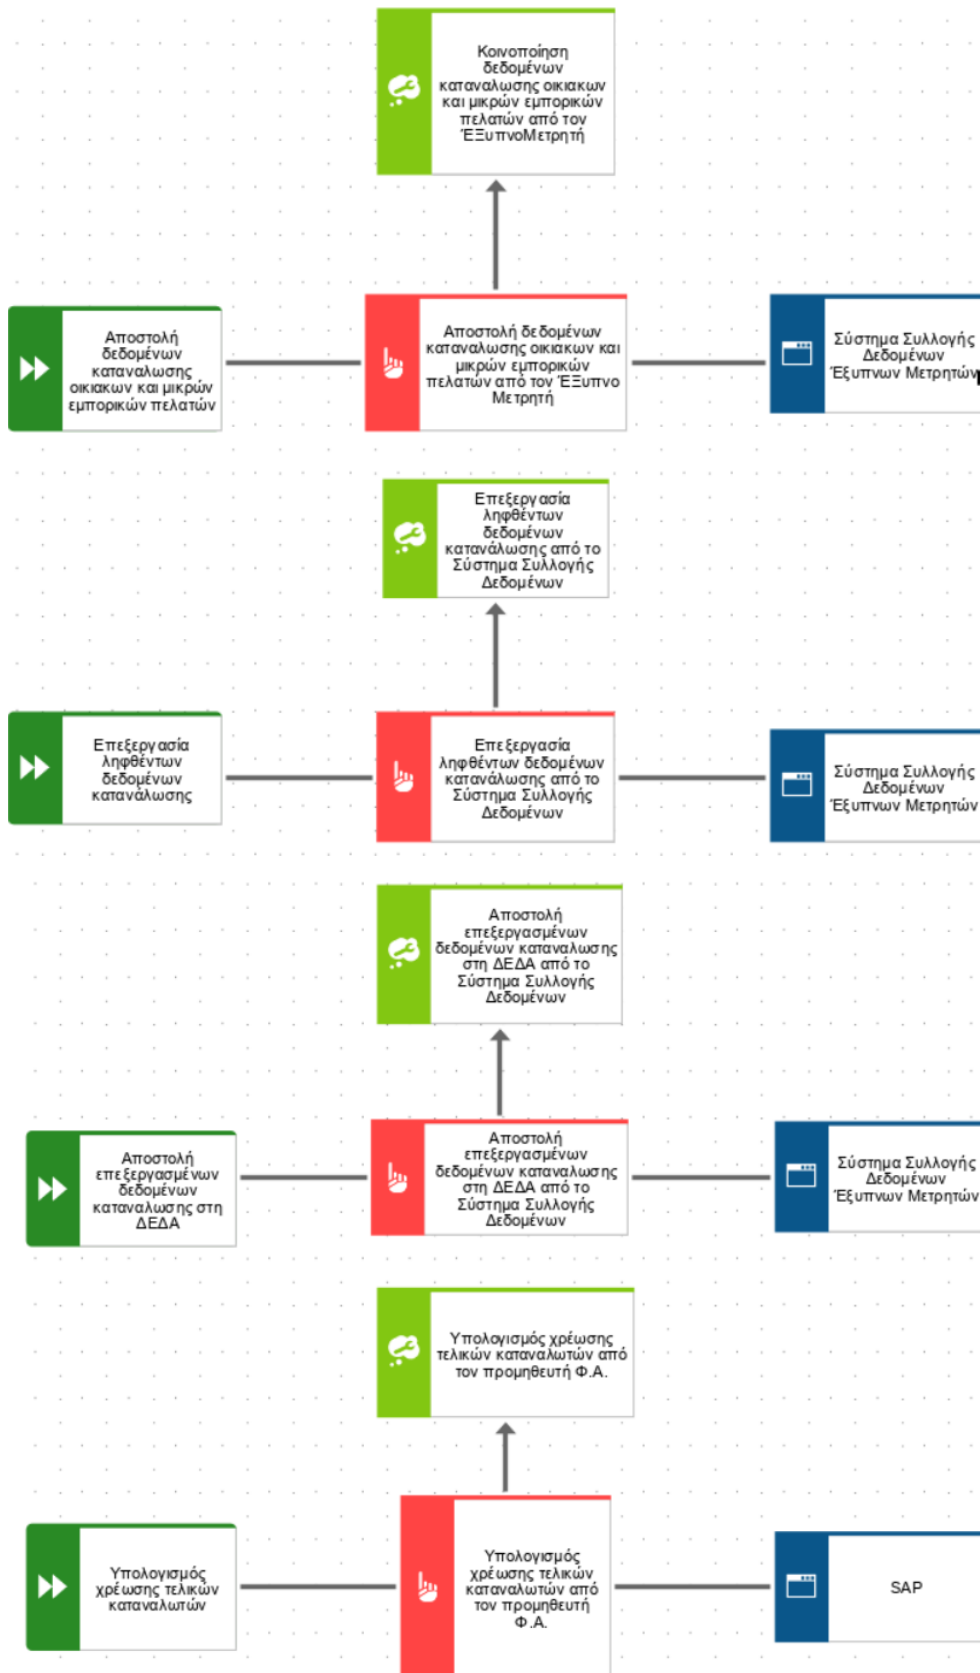 Κοινοποίηση
δεδομένων
καταναλωσης οικιακων
και μικρών εμπορικών
πελατών από τον
ΈΞυπνοΜετρητή
Αποστολή
δεδομένων
καταναλωσης
οικιακων και μικρών
εμπορικών πελατών
Αποστολή δεδομένων
καταναλωσης οικιακων και
μικρών εμπορικών
πελατών από τον ΈΞυπνο
Μετρητή
Σύστημα Συλλογής
Δεδομένων
Έξυπνων Μετρητών
Επεξεργασία
ληφθέντων
δεδομένων
κατανάλωσης από το
Σύστημα Συλλογής
Δεδομένων
Επεξεργασία
ληφθέντων
δεδομένων
κατανάλωσης
Επεξεργασία
ληφθέντων δεδομένων
κατανάλωσης από το
Σύστημα Συλλογής
Δεδομένων
Σύστημα Συλλογής
Δεδομένων
Έξυπνων Μετρητών
Αποστολή
επεξεργασμένων
δεδομένων καταναλωσης
στη ΔΕΔΑ από το
Σύστημα Συλλογής
Δεδομένων
Αποστολή
επεξεργασμένων
δεδομένων
καταναλωσης στη
ΔΕΔΑ
Αποστολή
επεξεργασμένων
δεδομένων καταναλωσης
στη ΔΕΔΑ από το
Σύστημα Συλλογής
Δεδομένων
Σύστημα Συλλογής
Δεδομένων
Έξυπνων Μετρητών
Υπολογισμός χρέωσης
τελικών καταναλωτών από
τον προμηθευτή Φ.Α.
Υπολογισμός
χρέωσης τελικών
καταναλωτών
Υπολογισμός
χρέωσης τελικών
καταναλωτών από
τον προμηθευτή
Φ.Α.
SAP